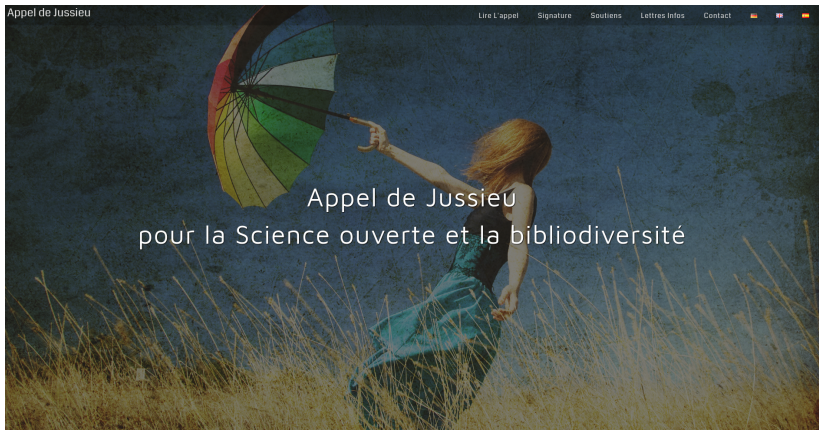 Appel de Jussieu
Lire L'appel Signature Soutiens Lettres Infos Contact
Appel de Jussieu
pour la Science ouverte et la bibliodiversité